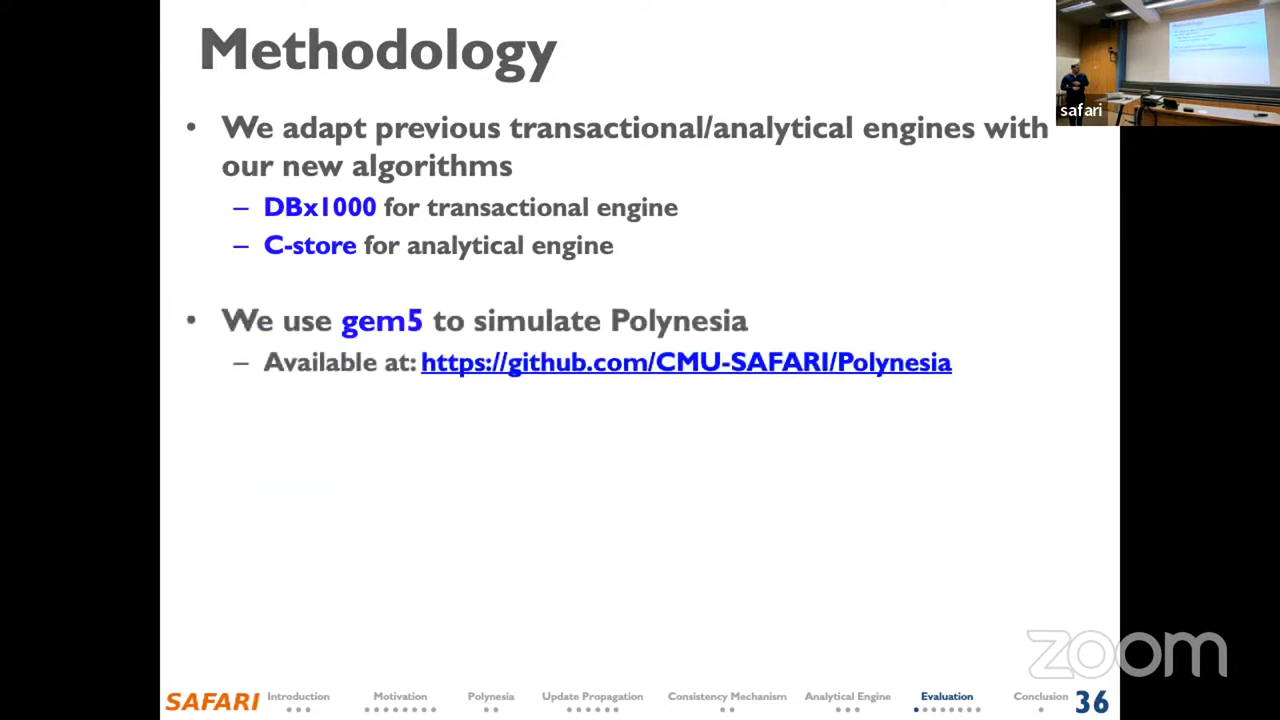 Methodology
• We adapt previous transactional/analytical engines with
our new algorithms
– DBx1000 for transactional engine
– C-store for analytical engine
• We use gem5 to simulate Polynesia
– Available at: https://github.com/CMU-SAFARI/Polynesia
safari
zoom
SAFARI Introduction Motivation Polynesia Update Propagation Consistency Mechanism Analytical Engine Evaluation Conclusion 36